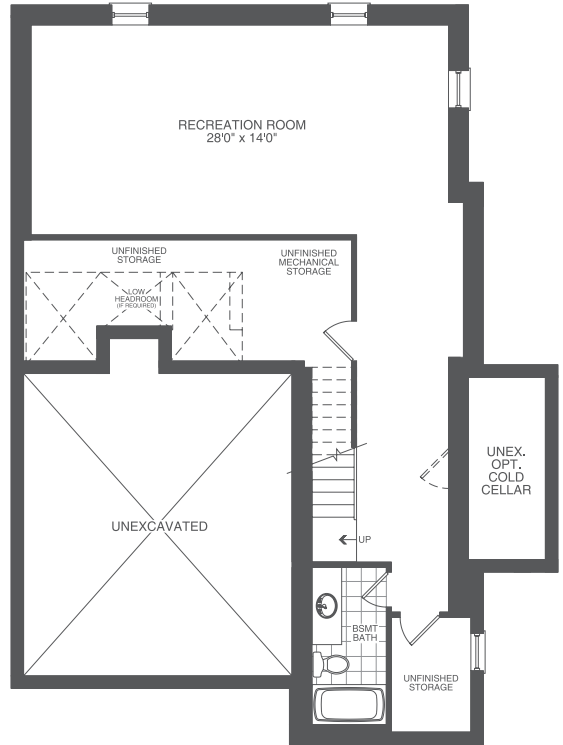 RECREATION ROOM
28'0" x 14'0"
UNFINISHED
STORAGE
UNFINISHED
MECHANICAL
STORAGE
LOW
HEADROOM
(IF REQUIRED)
UNEX.
OPT.
COLD
CELLAR
UNEXCAVATED
UP
BSMT
BATH
UNFINISHED
STORAGE